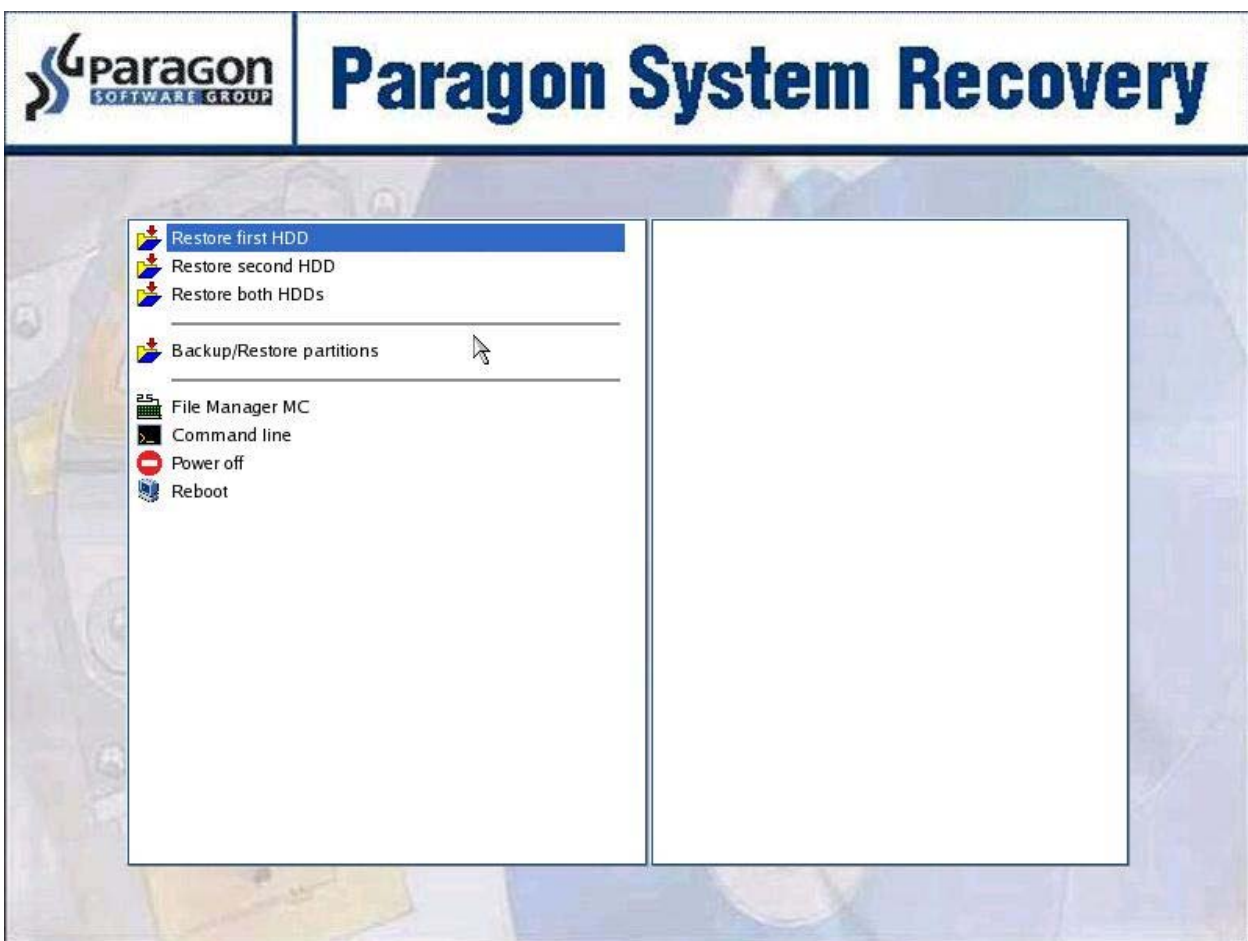 Paragon
SOFTWARE GROUP
Paragon System Recovery
Restore first HDD
Restore second HDD
Restore both HDDs
Backup/Restore partitions
File Manager MC
Command line
Power off
Reboot